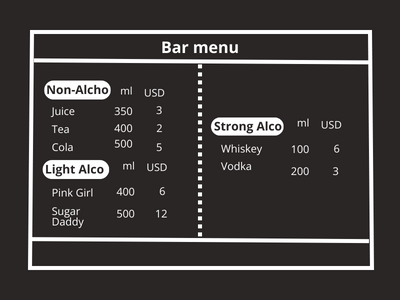 Bar menu
Non-Alcho ml USD
Juice 350 3
Tea 400 2
Cola 500 5
Light Alco ml USD
Pink Girl 400 6
Sugar
Daddy 500 12
Strong Alco ml USD
Whiskey 100 6
Vodka 200 3